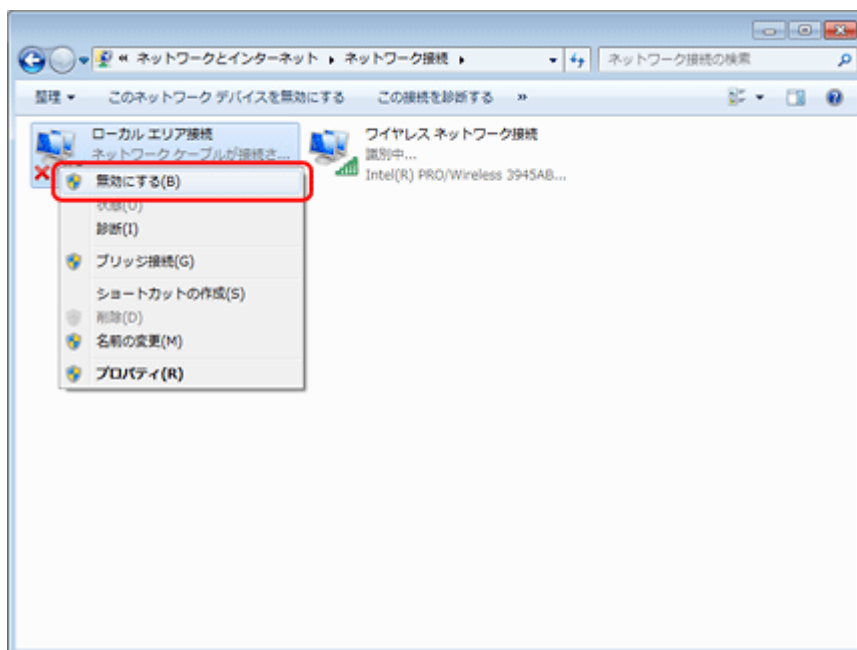 « ネットワークとインターネット ▸ ネットワーク接続 ▸
ネットワーク接続の検索
整理 ▼ このネットワーク デバイスを無効にする この接続を診断する »
ローカル エリア接続
ネットワーク ケーブルが接続さ...
ワイヤレス ネットワーク接続
識別中...
Intel(R) PRO/Wireless 3945AB...
無効にする(B)
状態(U)
診断(I)
ブリッジ接続(G)
ショートカットの作成(S)
削除(D)
名前の変更(M)
プロパティ(R)